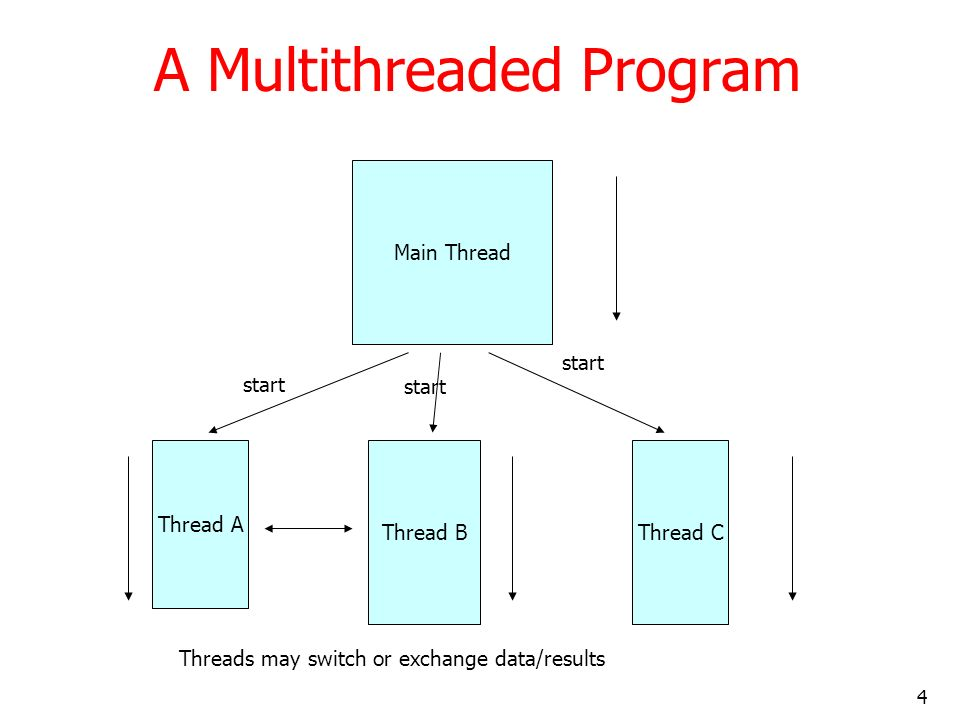 A Multithreaded Program
Main Thread
start
start
start
Thread A
Thread B
Thread C
Threads may switch or exchange data/results
4